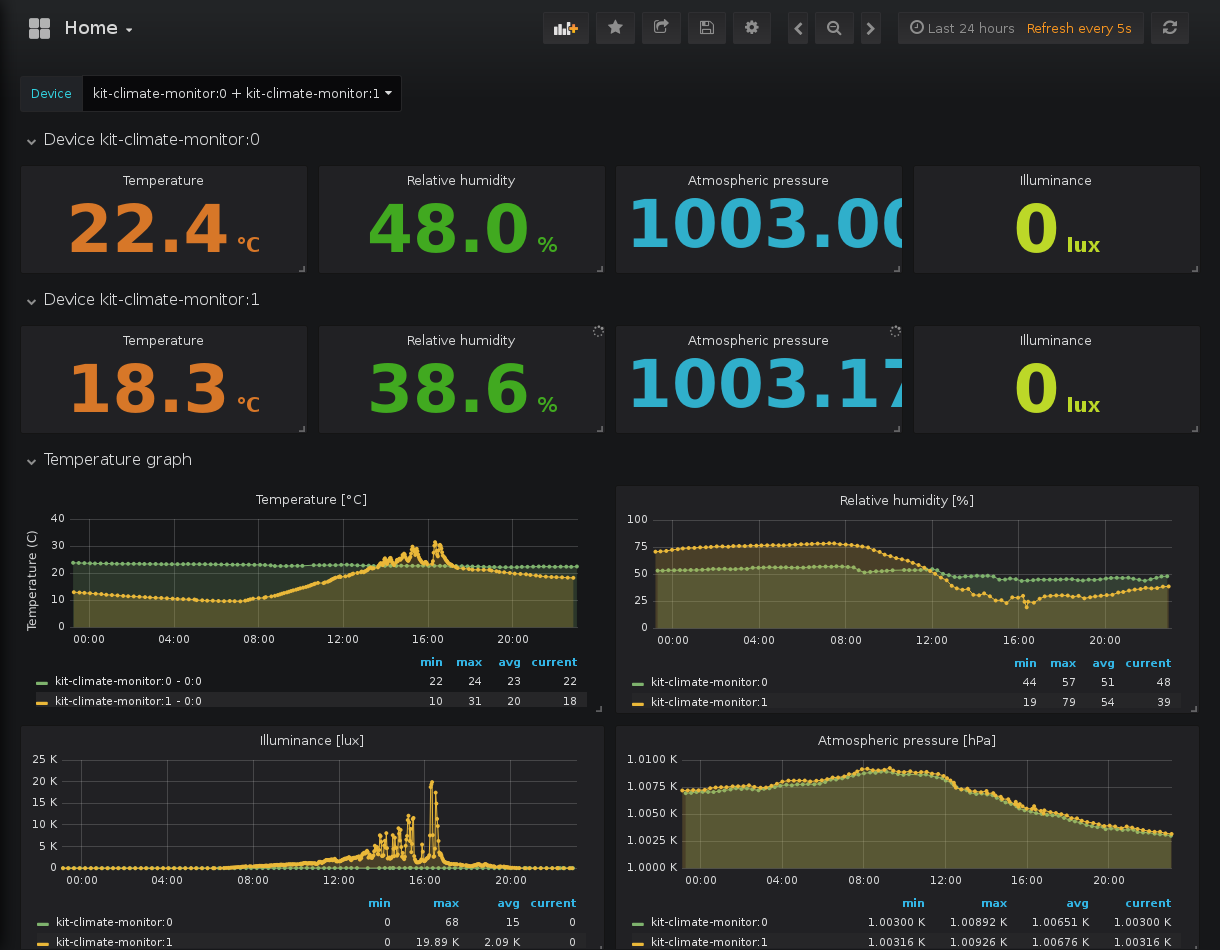 Home
Last 24 hours Refresh every 5s
Device kit-climate-monitor:0 + kit-climate-monitor:1
Device kit-climate-monitor:0
Temperature Relative humidity Atmospheric pressure Illuminance
22.4 °C 48.0 % 1003.00 0 lux
Device kit-climate-monitor:1
Temperature Relative humidity Atmospheric pressure Illuminance
18.3 °C 38.6 % 1003.17 0 lux
Temperature graph
Temperature [°C]
Temperature (C)
40
30
20
10
0
00:00 04:00 08:00 12:00 16:00 20:00
min max avg current
kit-climate-monitor:0 - 0:0 22 24 23 22
kit-climate-monitor:1 - 0:0 10 31 20 18
Relative humidity [%]
100
75
50
25
0
00:00 04:00 08:00 12:00 16:00 20:00
min max avg current
kit-climate-monitor:0 44 57 51 48
kit-climate-monitor:1 19 79 54 39
Illuminance [lux]
25 K
20 K
15 K
10 K
5 K
0
00:00 04:00 08:00 12:00 16:00 20:00
min max avg current
kit-climate-monitor:0 0 68 15 0
kit-climate-monitor:1 0 19.89 K 2.09 K 0
Atmospheric pressure [hPa]
1.0100 K
1.0075 K
1.0050 K
1.0025 K
1.0000 K
00:00 04:00 08:00 12:00 16:00 20:00
min max avg current
kit-climate-monitor:0 1.00300 K 1.00892 K 1.00651 K 1.00300 K
kit-climate-monitor:1 1.00316 K 1.00926 K 1.00676 K 1.00316 K